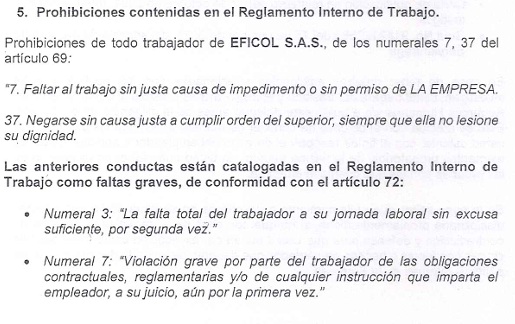 5. Prohibiciones contenidas en el Reglamento Interno de Trabajo.
Prohibiciones de todo trabajador de EFICOL S.A.S., de los numerales 7, 37 del
artículo 69:
"7. Faltar al trabajo sin justa causa de impedimento o sin permiso de LA EMPRESA.
37. Negarse sin causa justa a cumplir orden del superior, siempre que ella no lesione
su dignidad.
Las anteriores conductas están catalogadas en el Reglamento Interno de
Trabajo como faltas graves, de conformidad con el artículo 72:
• Numeral 3: "La falta total del trabajador a su jornada laboral sin excusa
suficiente, por segunda vez."
• Numeral 7: "Violación grave por parte del trabajador de las obligaciones
contractuales, reglamentarias y/o de cualquier instrucción que imparta el
empleador, a su juicio, aún por la primera vez."